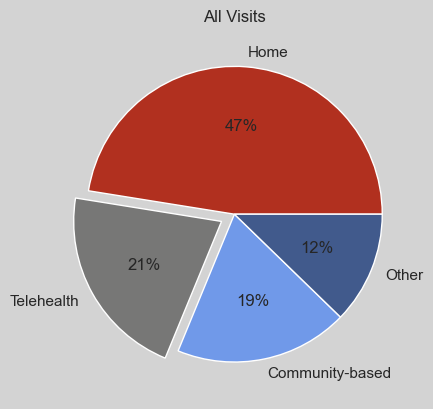 All Visits
Home
47%
21%
12%
Other
Telehealth
19%
Community-based